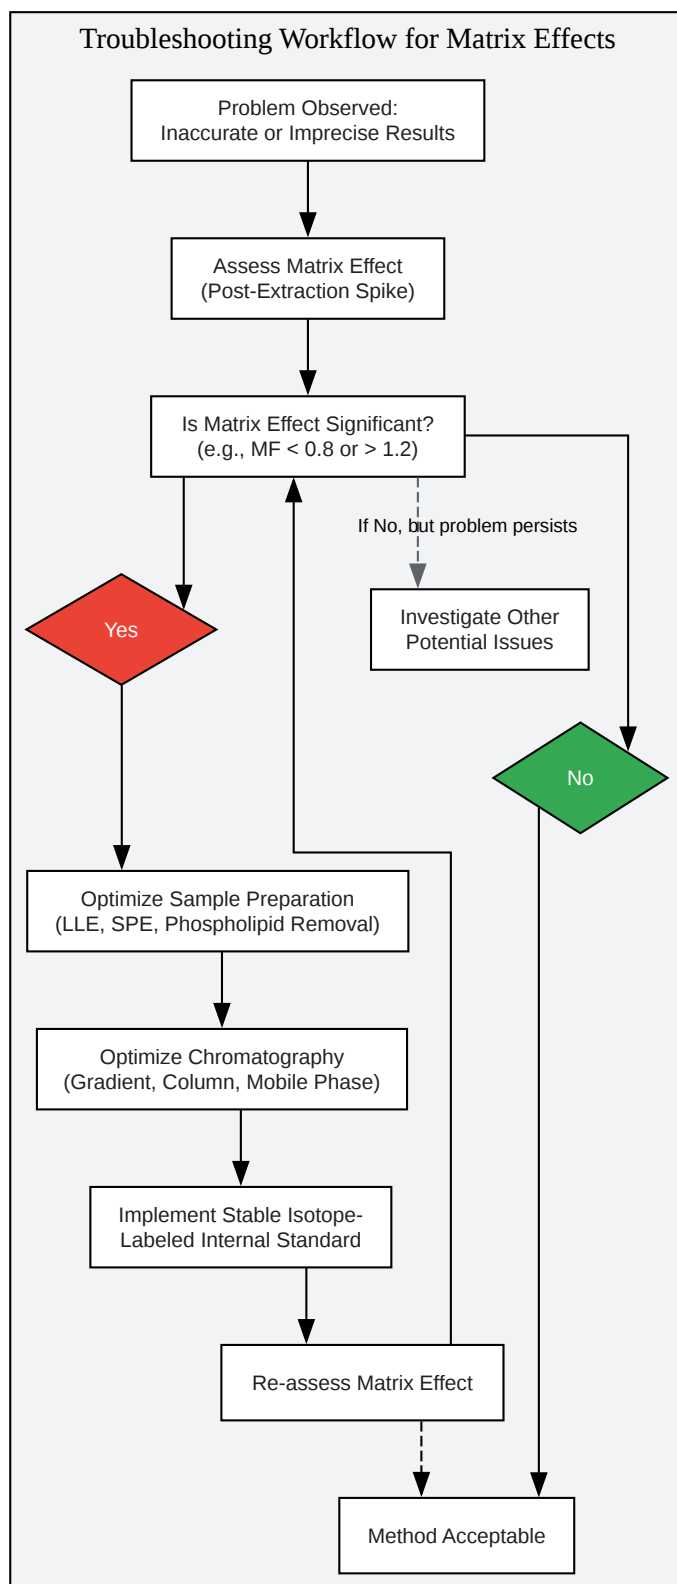 Troubleshooting Workflow for Matrix Effects
Problem Observed:
Inaccurate or Imprecise Results
Assess Matrix Effect
(Post-Extraction Spike)
Is Matrix Effect Significant?
(e.g., MF < 0.8 or > 1.2)
If No, but problem persists
Investigate Other
Potential Issues
Yes
No
Optimize Sample Preparation
(LLE, SPE, Phospholipid Removal)
Optimize Chromatography
(Gradient, Column, Mobile Phase)
Implement Stable Isotope-
Labeled Internal Standard
Re-assess Matrix Effect
Method Acceptable